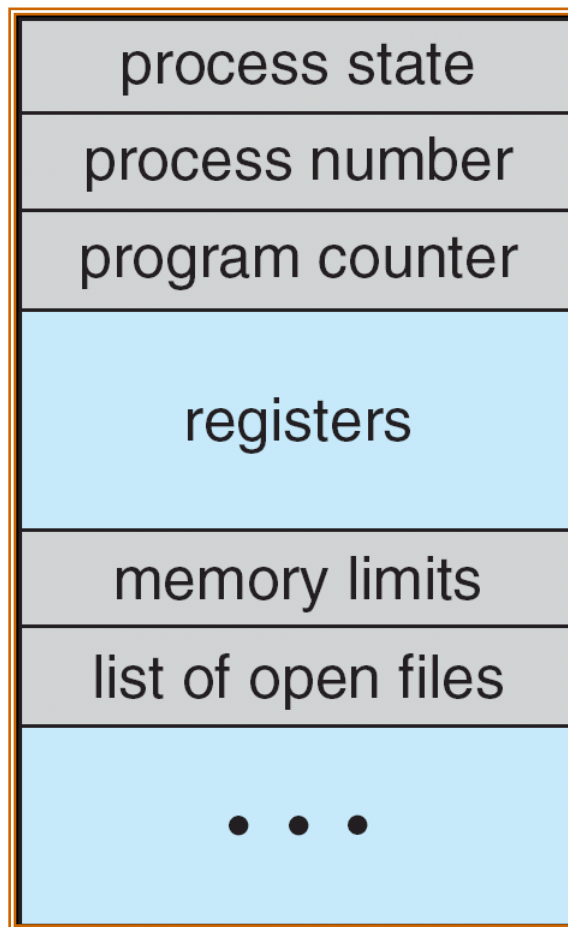 process state
process number
program counter
registers
memory limits
list of open files
• • •